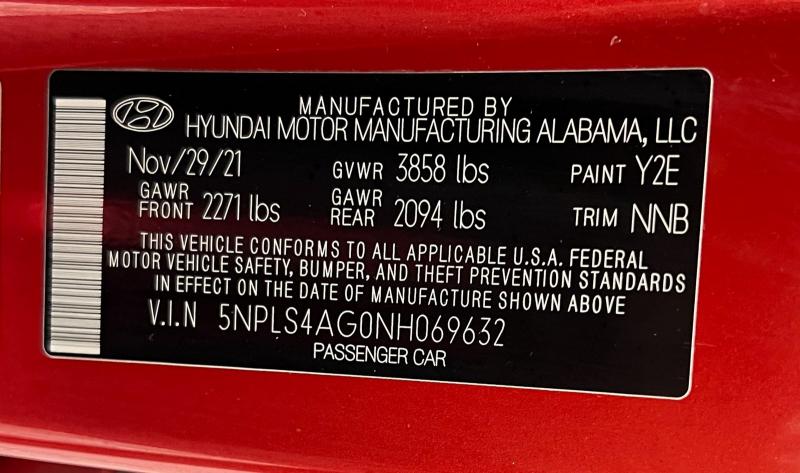 MANUFACTURED BY
HYUNDAI MOTOR MANUFACTURING ALABAMA, LLC
Nov/29/21 GVWR 3858 lbs PAINT Y2E
GAWR FRONT 2271 lbs GAWR REAR 2094 lbs TRIM NNB
THIS VEHICLE CONFORMS TO ALL APPLICABLE U.S.A. FEDERAL
MOTOR VEHICLE SAFETY, BUMPER, AND THEFT PREVENTION STANDARDS
IN EFFECT ON THE DATE OF MANUFACTURE SHOWN ABOVE
V.I.N 5NPLS4AG0NH069632
PASSENGER CAR